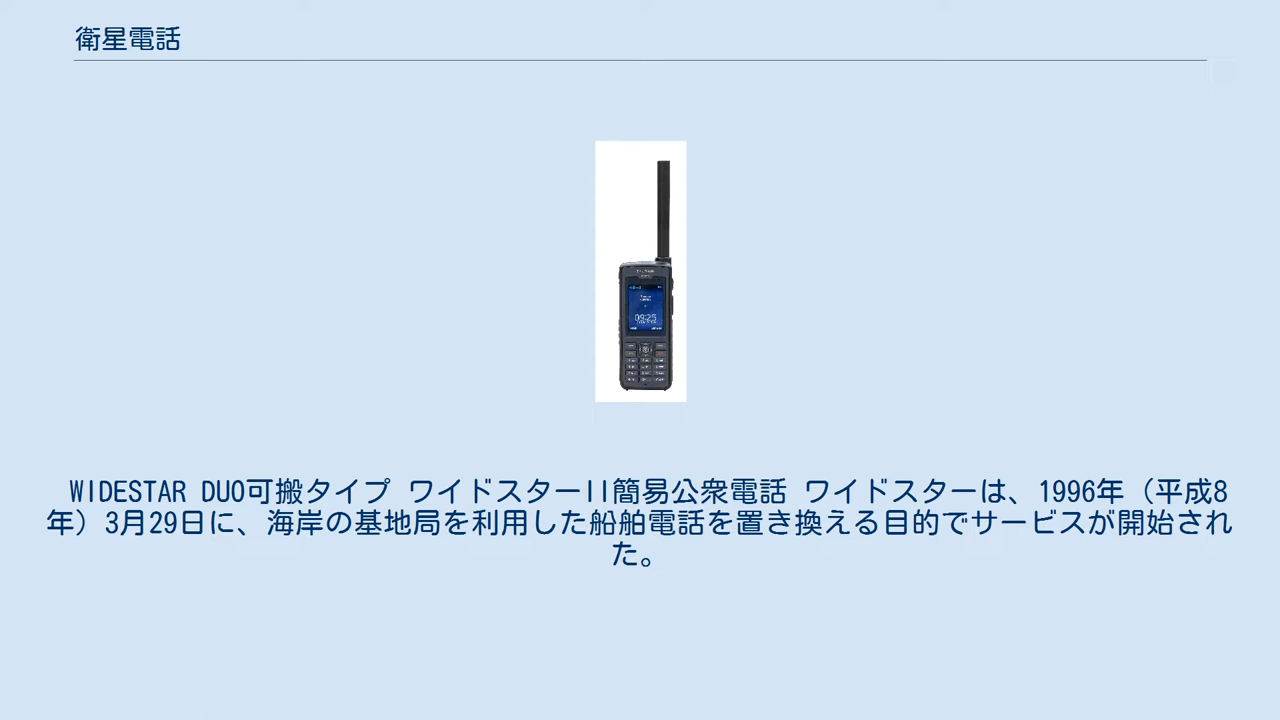 衛星電話
09:25
WIDESTAR DUO可搬タイプ ワイドスターII簡易公衆電話 ワイドスターは、1996年（平成8
年）3月29日に、海岸の基地局を利用した船舶電話を置き換える目的でサービスが開始され
た。